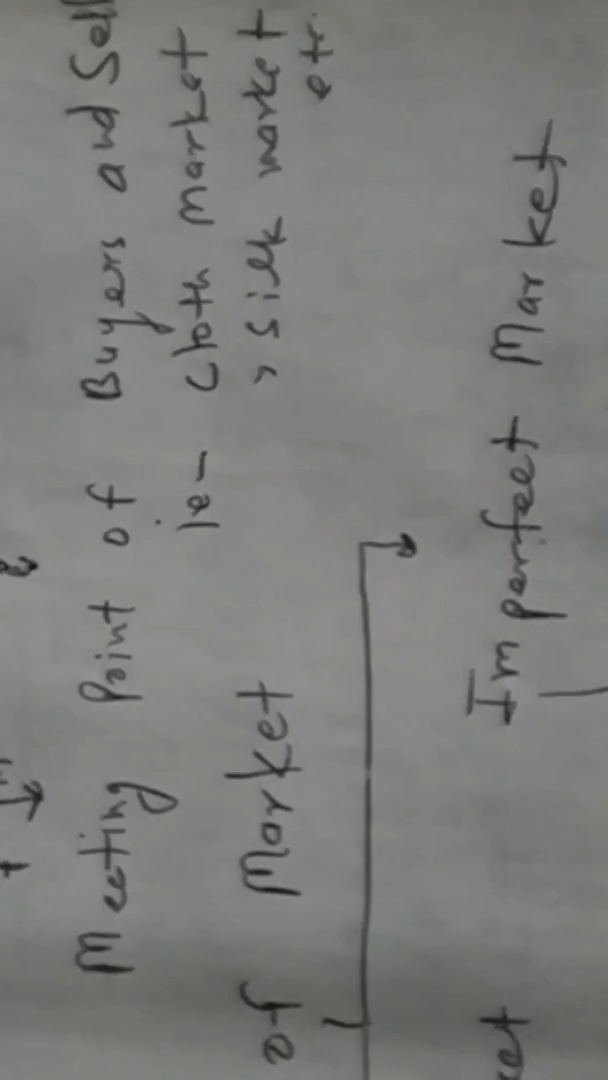 Meeting Point of Buyers and Sell
ie - Cloth Market
, Silk market
etc.
of Market
Imperfect Market